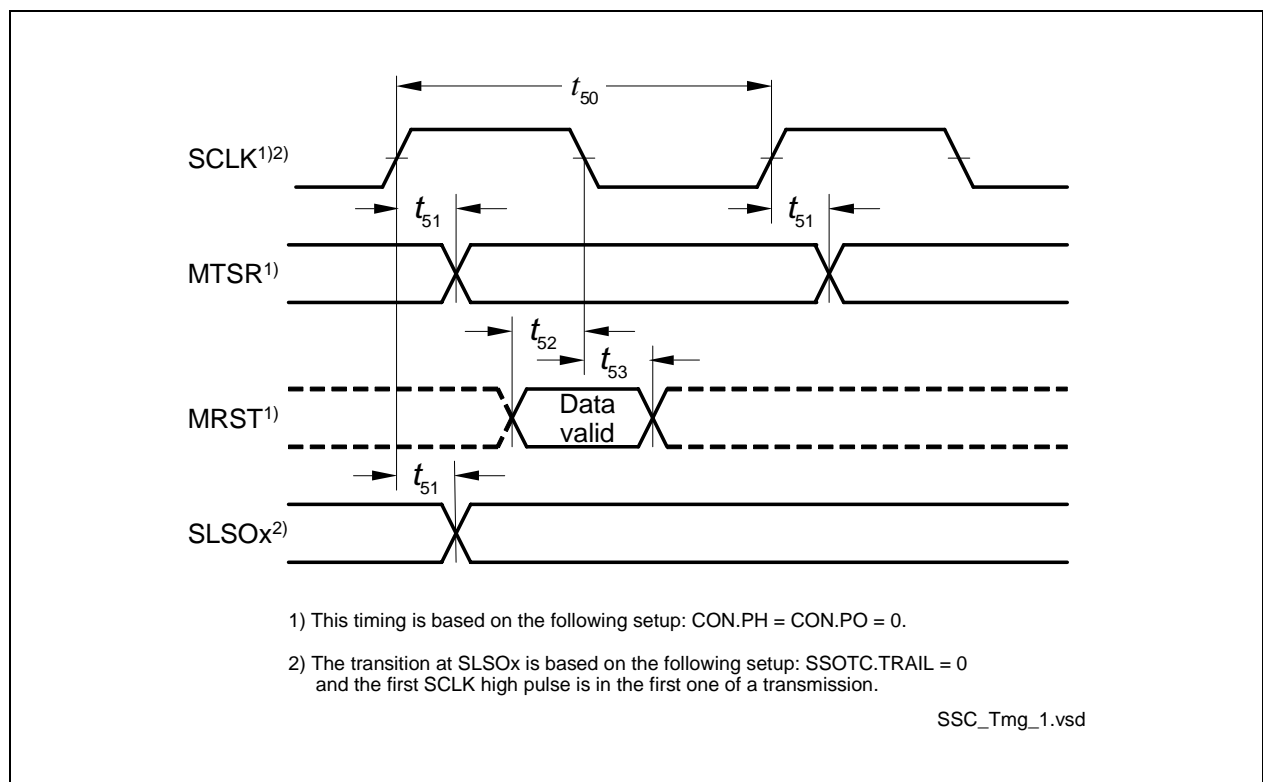 t50
SCLK1)2)
t51
t51
MTSR1)
t52
t53
MRST1)
Data
valid
t51
SLSOx2)
1) This timing is based on the following setup: CON.PH = CON.PO = 0.
2) The transition at SLSOx is based on the following setup: SSOTC.TRAIL = 0
and the first SCLK high pulse is in the first one of a transmission.
SSC_Tmg_1.vsd